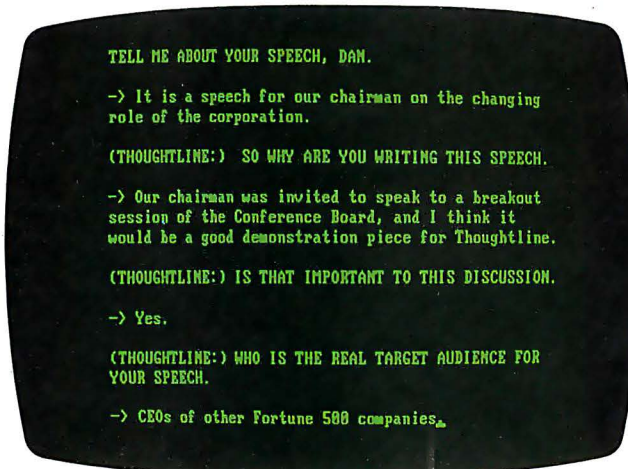 TELL ME ABOUT YOUR SPEECH, DAN.
-> It is a speech for our chairman on the changing
role of the corporation.
(THOUGHTLINE:) SO WHY ARE YOU WRITING THIS SPEECH.
-> Our chairman was invited to speak to a breakout
session of the Conference Board, and I think it
would be a good demonstration piece for Thoughtline.
(THOUGHTLINE:) IS THAT IMPORTANT TO THIS DISCUSSION.
-> Yes.
(THOUGHTLINE:) WHO IS THE REAL TARGET AUDIENCE FOR
YOUR SPEECH.
-> CEOs of other Fortune 500 companies.